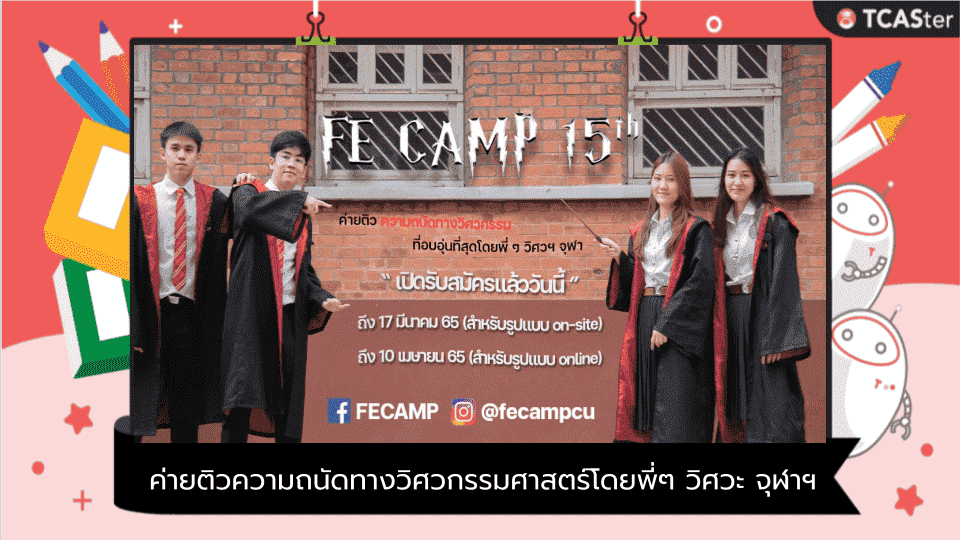 TCASter
FE CAMP 15th
ค่ายติว ความถนัดทางวิศวกรรม
ที่อบอุ่นที่สุดโดยพี่ ๆ วิศวฯ จุฬา
“ เปิดรับสมัครแล้ววันนี้ ”
ถึง 17 มีนาคม 65 (สำหรับรูปแบบ on-site)
ถึง 10 เมษายน 65 (สำหรับรูปแบบ online)
FECAMP @fecampcu
ค่ายติวความถนัดทางวิศวกรรมศาสตร์โดยพี่ๆ วิศวะ จุฬาฯ